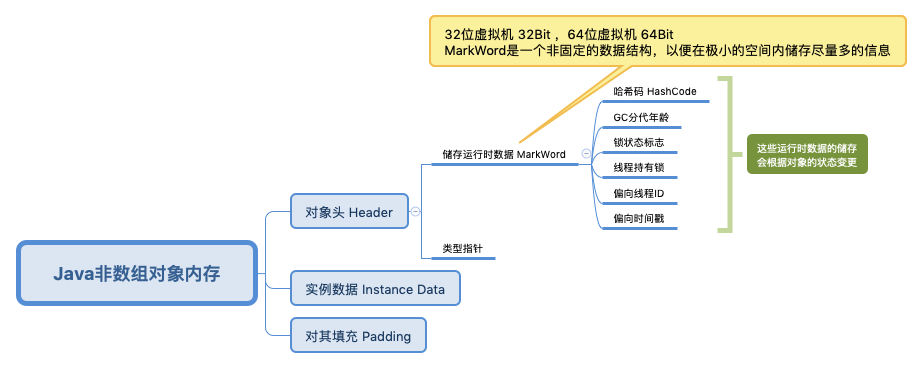 32位虚拟机 32Bit ，64位虚拟机 64Bit
MarkWord是一个非固定的数据结构，以便在极小的空间内储存尽量多的信息
哈希码 HashCode
GC分代年龄
锁状态标志
线程持有锁
偏向线程ID
偏向时间戳
这些运行时数据的储存
会根据对象的状态变更
储存运行时数据 MarkWord
对象头 Header
类型指针
Java非数组对象内存
实例数据 Instance Data
对其填充 Padding